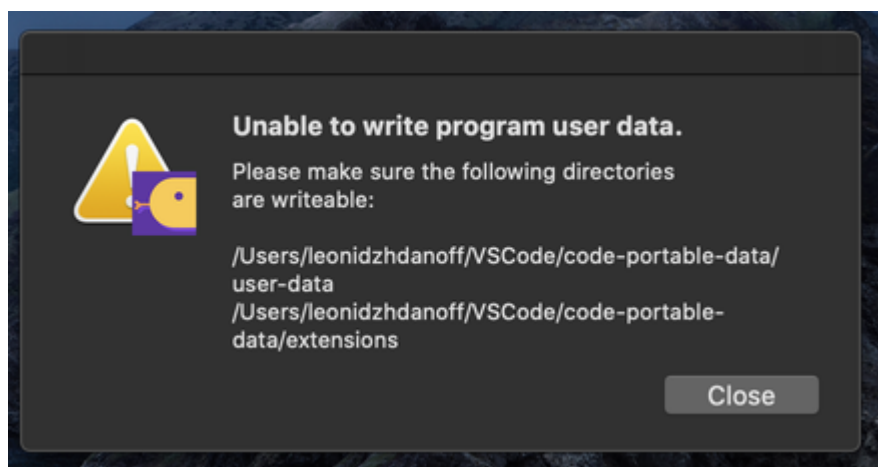 Unable to write program user data.
Please make sure the following directories
are writeable:
/Users/leonidzhdanoff/VSCode/code-portable-data/
user-data
/Users/leonidzhdanoff/VSCode/code-portable-
data/extensions
Close